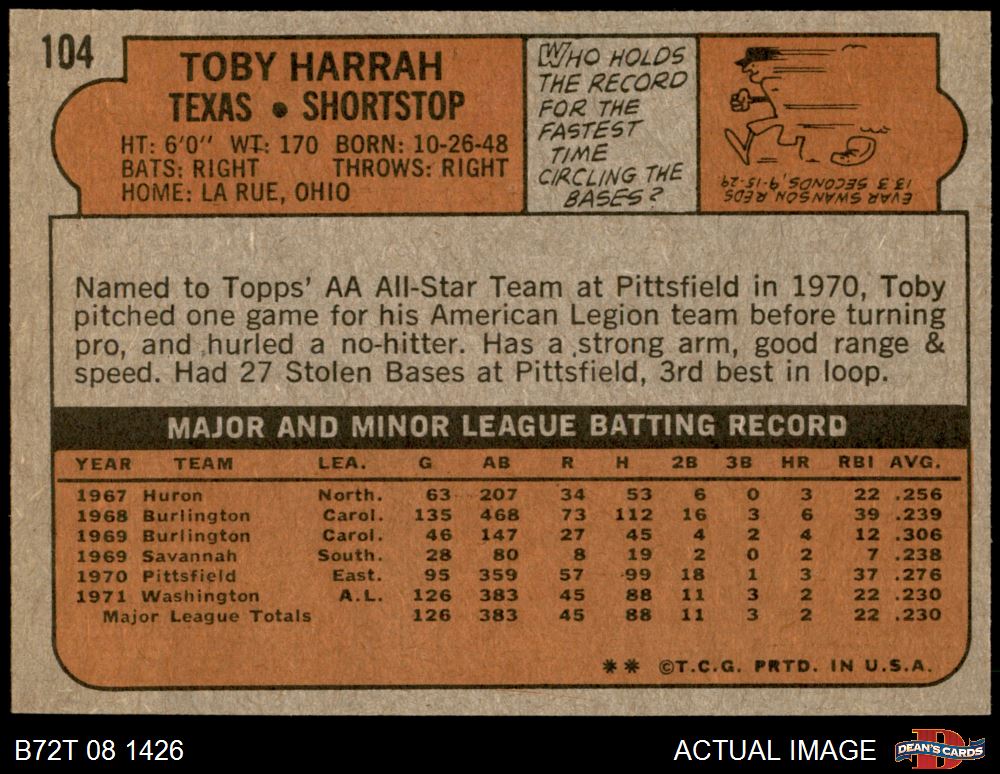 104
TOBY HARRAH
TEXAS • SHORTSTOP
HT: 6'0" WT: 170 BORN: 10-26-48
BATS: RIGHT THROWS: RIGHT
HOME: LA RUE, OHIO
WHO HOLDS
THE RECORD
FOR THE
FASTEST
TIME
CIRCLING THE
BASES?
EVAR SWANSON REDS
13.3 SECONDS, 9-15-29
Named to Topps' AA All-Star Team at Pittsfield in 1970, Toby
pitched one game for his American Legion team before turning
pro, and hurled a no-hitter. Has a strong arm, good range &
speed. Had 27 Stolen Bases at Pittsfield, 3rd best in loop.
MAJOR AND MINOR LEAGUE BATTING RECORD
YEAR TEAM LEA. G AB R H 2B 3B HR RBI AVG.
1967 Huron North. 63 207 34 53 6 0 3 22 .256
1968 Burlington Carol. 135 468 73 112 16 3 6 39 .239
1969 Burlington Carol. 46 147 27 45 4 2 4 12 .306
1969 Savannah South. 28 80 8 19 2 0 2 7 .238
1970 Pittsfield East. 95 359 57 99 18 1 3 37 .276
1971 Washington A.L. 126 383 45 88 11 3 2 22 .230
Major League Totals 126 383 45 88 11 3 2 22 .230
** ©T.C.G. PRTD. IN U.S.A.
B72T 08 1426
ACTUAL IMAGE
DEAN'S CARDS